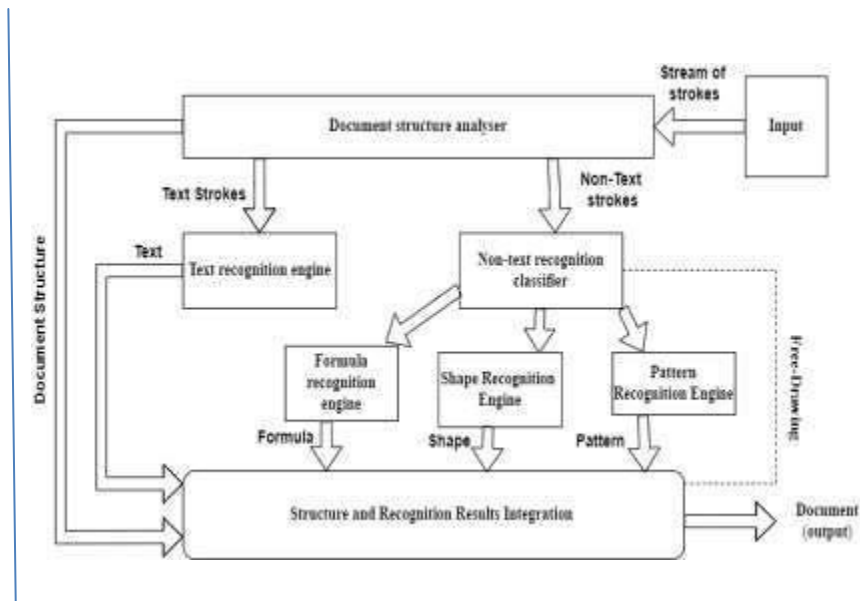 Stream of
strokes
Input
Document structure analyser
Text Strokes
Non-Text
strokes
Text
Text recognition engine
Non-text recognition
classifier
Document Structure
Free-Drawing
Formula
recognition
engine
Shape Recognition
Engine
Pattern
Recognition Engine
Formula
Shape
Pattern
Structure and Recognition Results Integration
Document
(output)